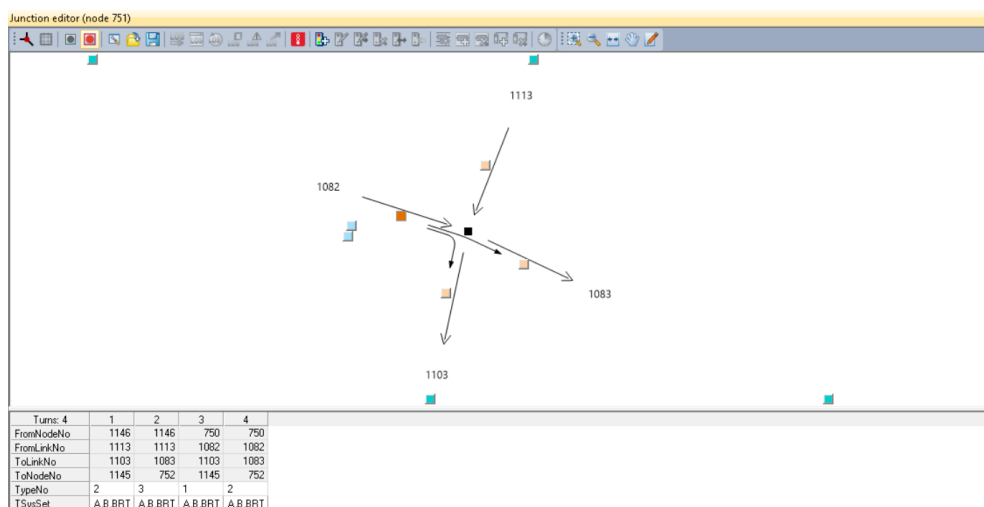 Junction editor (node 751)
1113
1082
1083
1103
Turns: 4 1 2 3 4
FromNodeNo 1146 1146 750 750
FromLinkNo 1113 1113 1082 1082
ToLinkNo 1103 1083 1103 1083
ToNodeNo 1145 752 1145 752
TypeNo 2 3 1 2
TSysSet A,B,BRT A,B,BRT A,B,BRT A,B,BRT